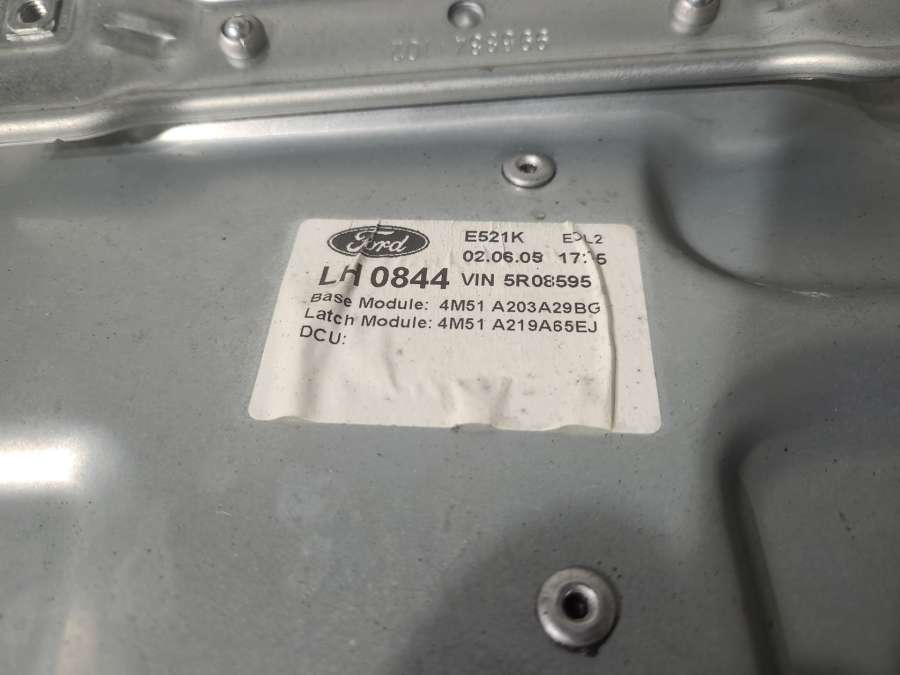 Ford
E521K
02.06.05
LH 0844 VIN 5R08595
Base Module: 4M51 A203A29BG
Latch Module: 4M51 A219A65EJ
DCU: